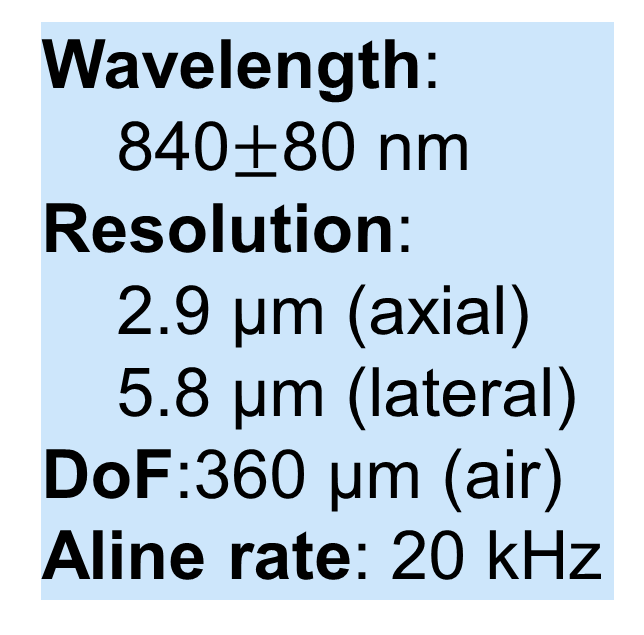 Wavelength:
840±80 nm
Resolution:
2.9 µm (axial)
5.8 µm (lateral)
DoF:360 µm (air)
Aline rate: 20 kHz